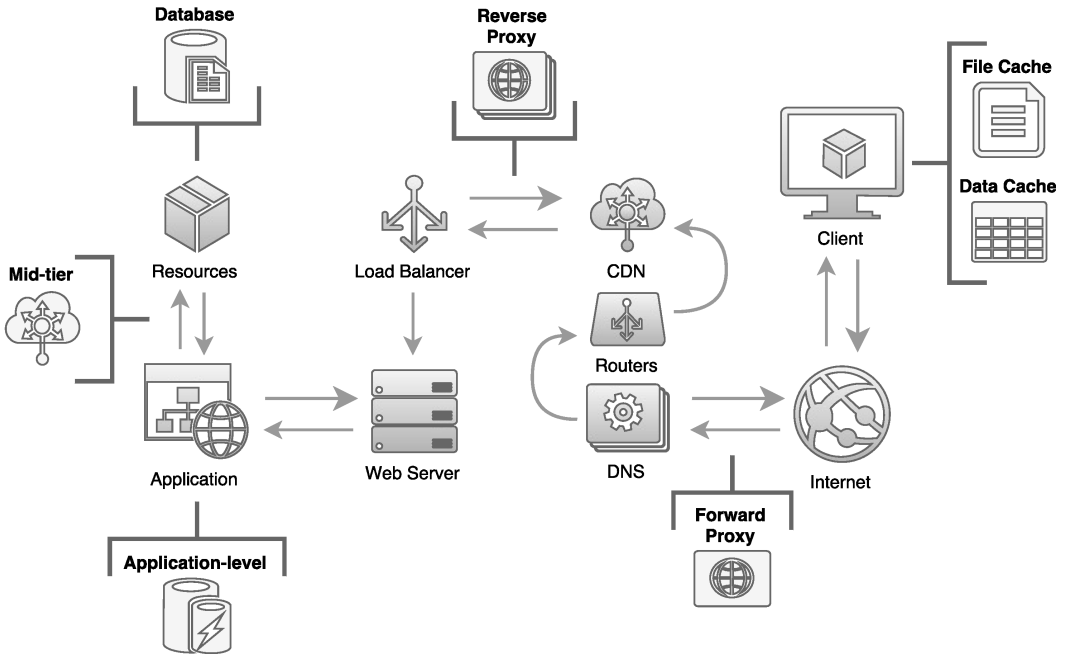 Database
Reverse
Proxy
File Cache
Data Cache
Client
Resources
Load Balancer
CDN
Mid-tier
Routers
Application
Web Server
DNS
Internet
Forward
Proxy
Application-level